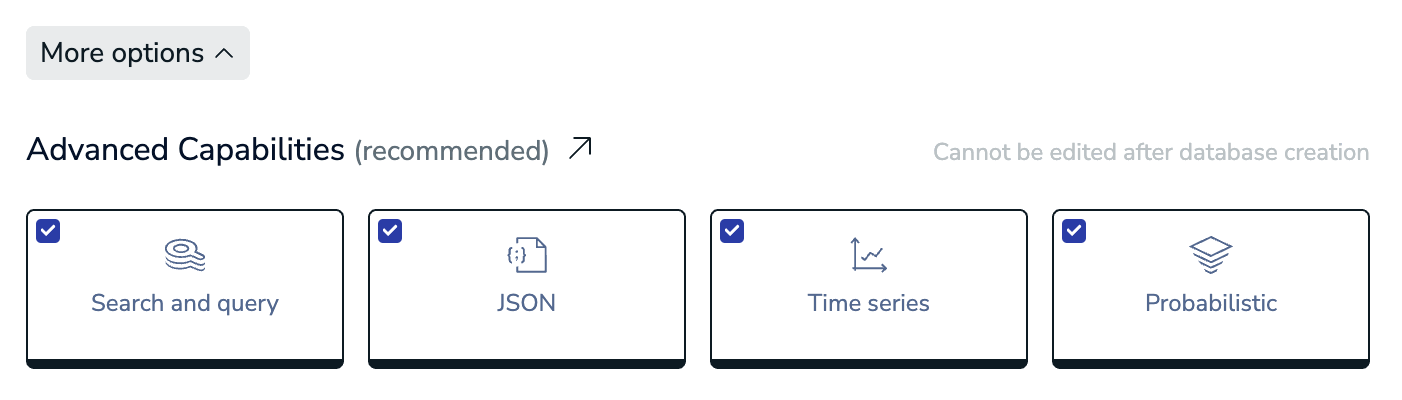 More options
Advanced Capabilities (recommended)
Cannot be edited after database creation
Search and query
JSON
Time series
Probabilistic